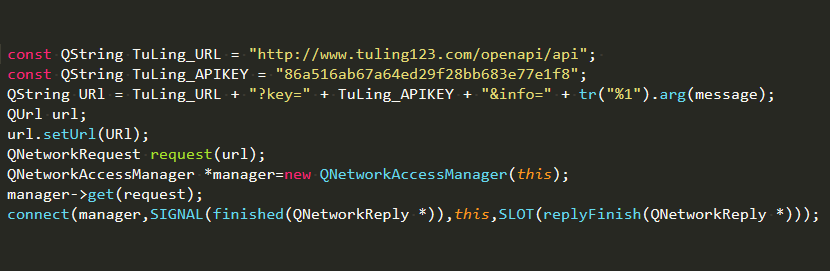 const QString TuLing_URL = "http://www.tuling123.com/openapi/api";
const QString TuLing_APIKEY = "86a516ab67a64ed29f28bb683e77e1f8";
QString URl = TuLing_URL + "?key=" + TuLing_APIKEY + "&info=" + tr("%1").arg(message);
QUrl url;
url.setUrl(URl);
QNetworkRequest request(url);
QNetworkAccessManager *manager=new QNetworkAccessManager(this);
manager->get(request);
connect(manager,SIGNAL(finished(QNetworkReply *)),this,SLOT(replyFinish(QNetworkReply *)));